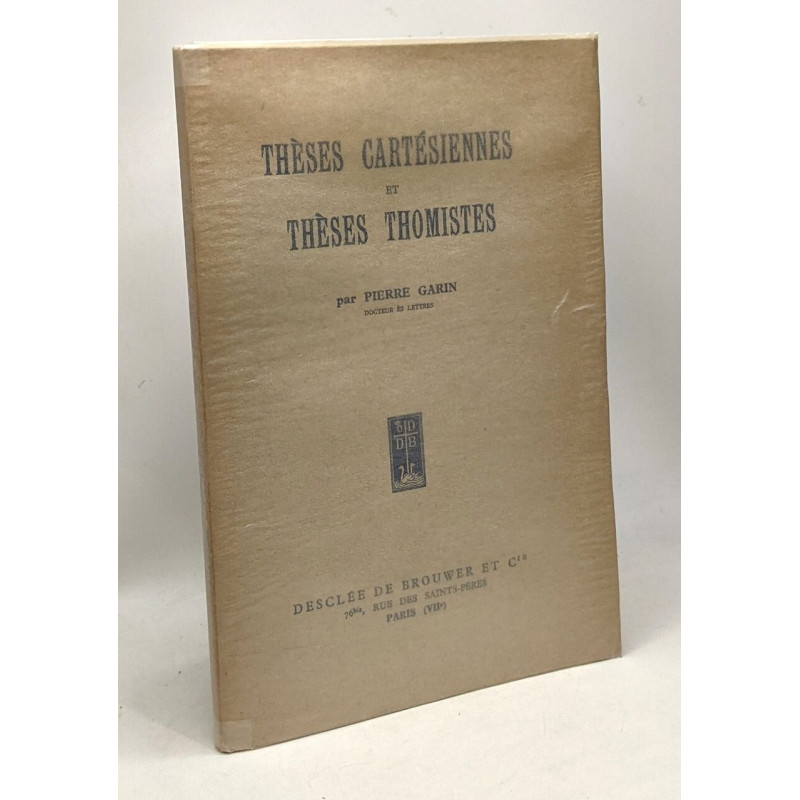 THÈSES CARTÉSIENNES
ET
THÈSES THOMISTES
par PIERRE GARIN
DOCTEUR ÈS LETTRES
DDB
DESCLÉE DE BROUWER ET Cie
76bis, RUE DES SAINTS-PÈRES
PARIS (VIIe)